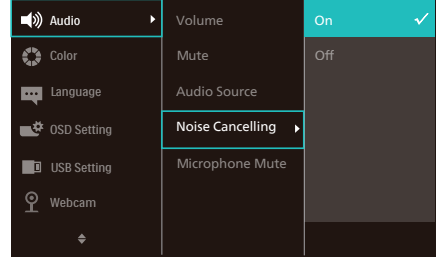 Audio
Color
Language
OSD Setting
USB Setting
Webcam
Volume
Mute
Audio Source
Noise Cancelling
Microphone Mute
On
Off